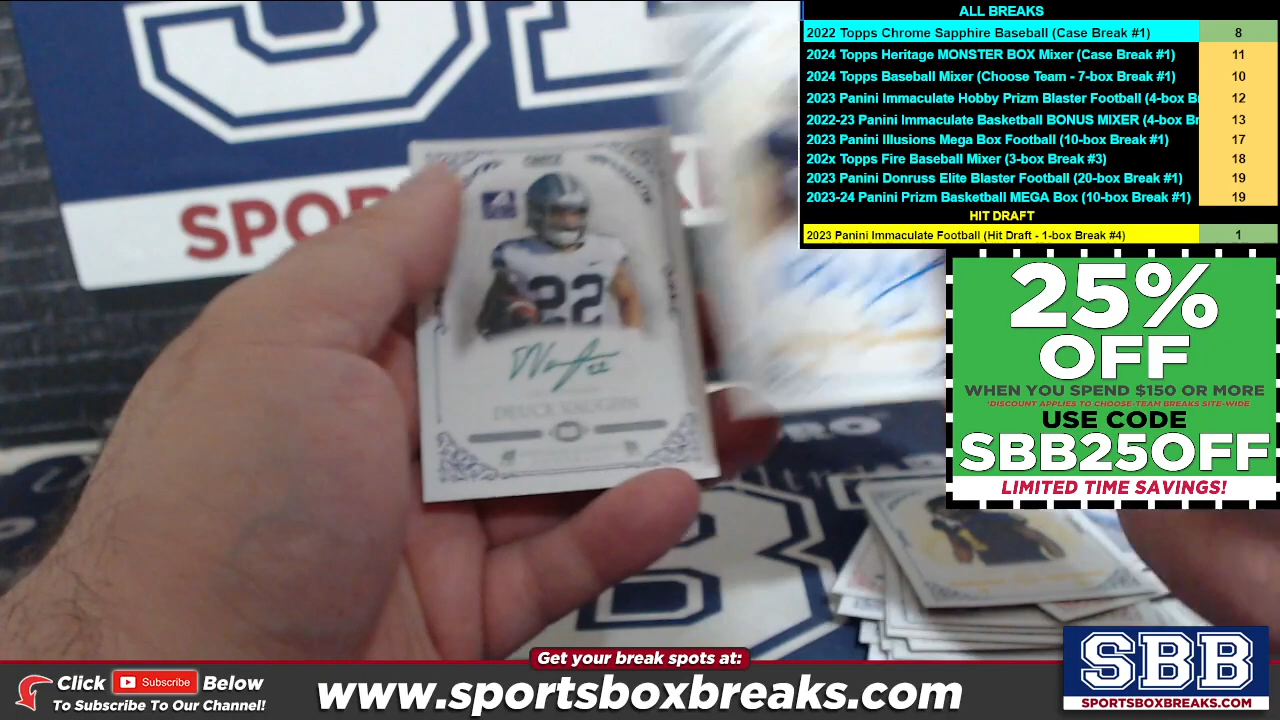 ALL BREAKS
2022 Topps Chrome Sapphire Baseball (Case Break #1) 8
2024 Topps Heritage MONSTER BOX Mixer (Case Break #1) 11
2024 Topps Baseball Mixer (Choose Team - 7-box Break #1) 10
2023 Panini Immaculate Hobby Prizm Blaster Football (4-box Br 12
2022-23 Panini Immaculate Basketball BONUS MIXER (4-box Br 13
2023 Panini Illusions Mega Box Football (10-box Break #1) 17
202x Topps Fire Baseball Mixer (3-box Break #3) 18
2023 Panini Donruss Elite Blaster Football (20-box Break #1) 19
2023-24 Panini Prizm Basketball MEGA Box (10-box Break #1) 19
HIT DRAFT
2023 Panini Immaculate Football (Hit Draft - 1-box Break #4) 1
25%
OFF
WHEN YOU SPEND $150 OR MORE
*DISCOUNT APPLIES TO CHOOSE-TEAM BREAKS SITE-WIDE
USE CODE
SBB25OFF
LIMITED TIME SAVINGS!
SPO
22
PRO
Get your break spots at:
Click Subscribe Below
To Subscribe To Our Channel!
www.sportsboxbreaks.com
SBB
SPORTSBOXBREAKS.COM